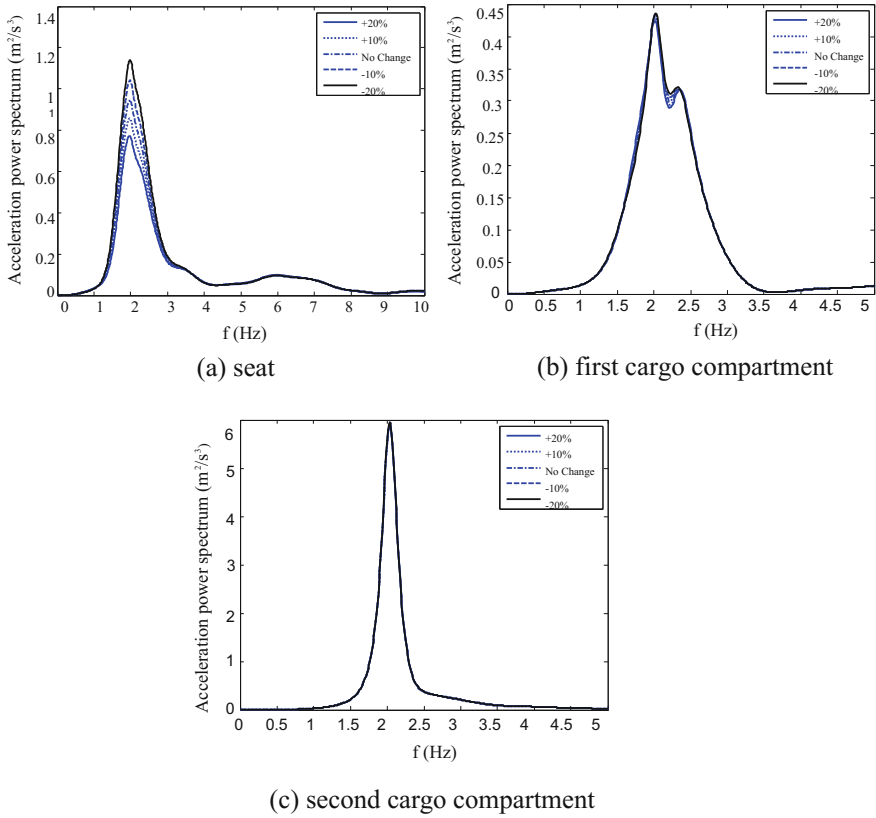 Acceleration power spectrum (m²/s³)
1.4
1.2
1
1
0.8
0.6
0.4
0.2
0
0 1 2 3 4 5 6 7 8 9 10
f (Hz)
+20%
+10%
No Change
-10%
-20%
(a) seat
Acceleration power spectrum (m²/s³)
0.45
0.4
0.35
0.3
0.25
0.2
0.15
0.1
0.05
0
0 0.5 1 1.5 2 2.5 3 3.5 4 4.5 5
f (Hz)
+20%
+10%
No Change
-10%
-20%
(b) first cargo compartment
Acceleration power spectrum (m²/s³)
6
5
4
3
2
1
0
0 0.5 1 1.5 2 2.5 3 3.5 4 4.5 5
f (Hz)
+20%
+10%
No Change
-10%
-20%
(c) second cargo compartment